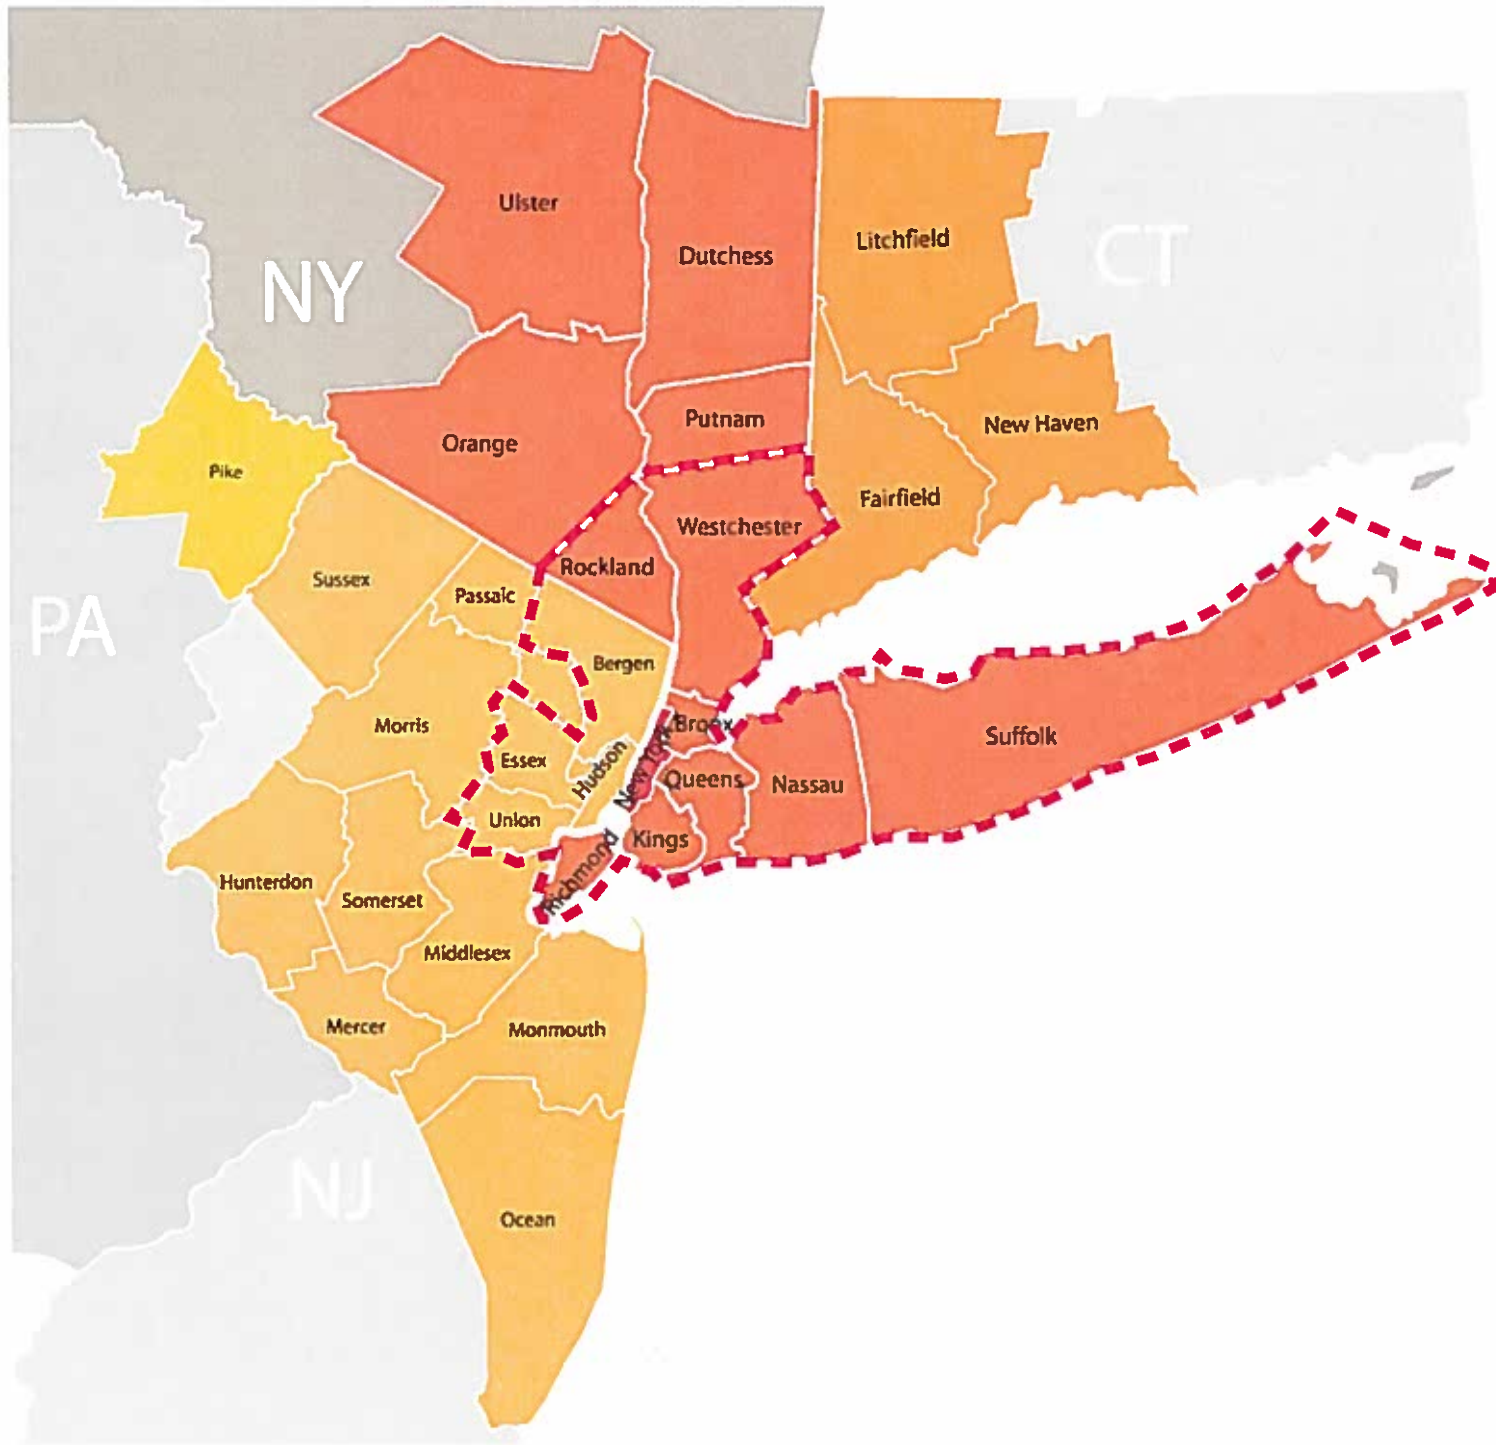 Ulster
Dutchess
Litchfield
CT
NY
Putnam
Orange
New Haven
Pike
Fairfield
Westchester
Rockland
Sussex
Passaic
PA
Bergen
Morris
Bronx
Suffolk
Essex
Hudson
New York
Queens
Nassau
Union
Kings
Richmond
Hunterdon
Somerset
Middlesex
Mercer
Monmouth
NJ
Ocean